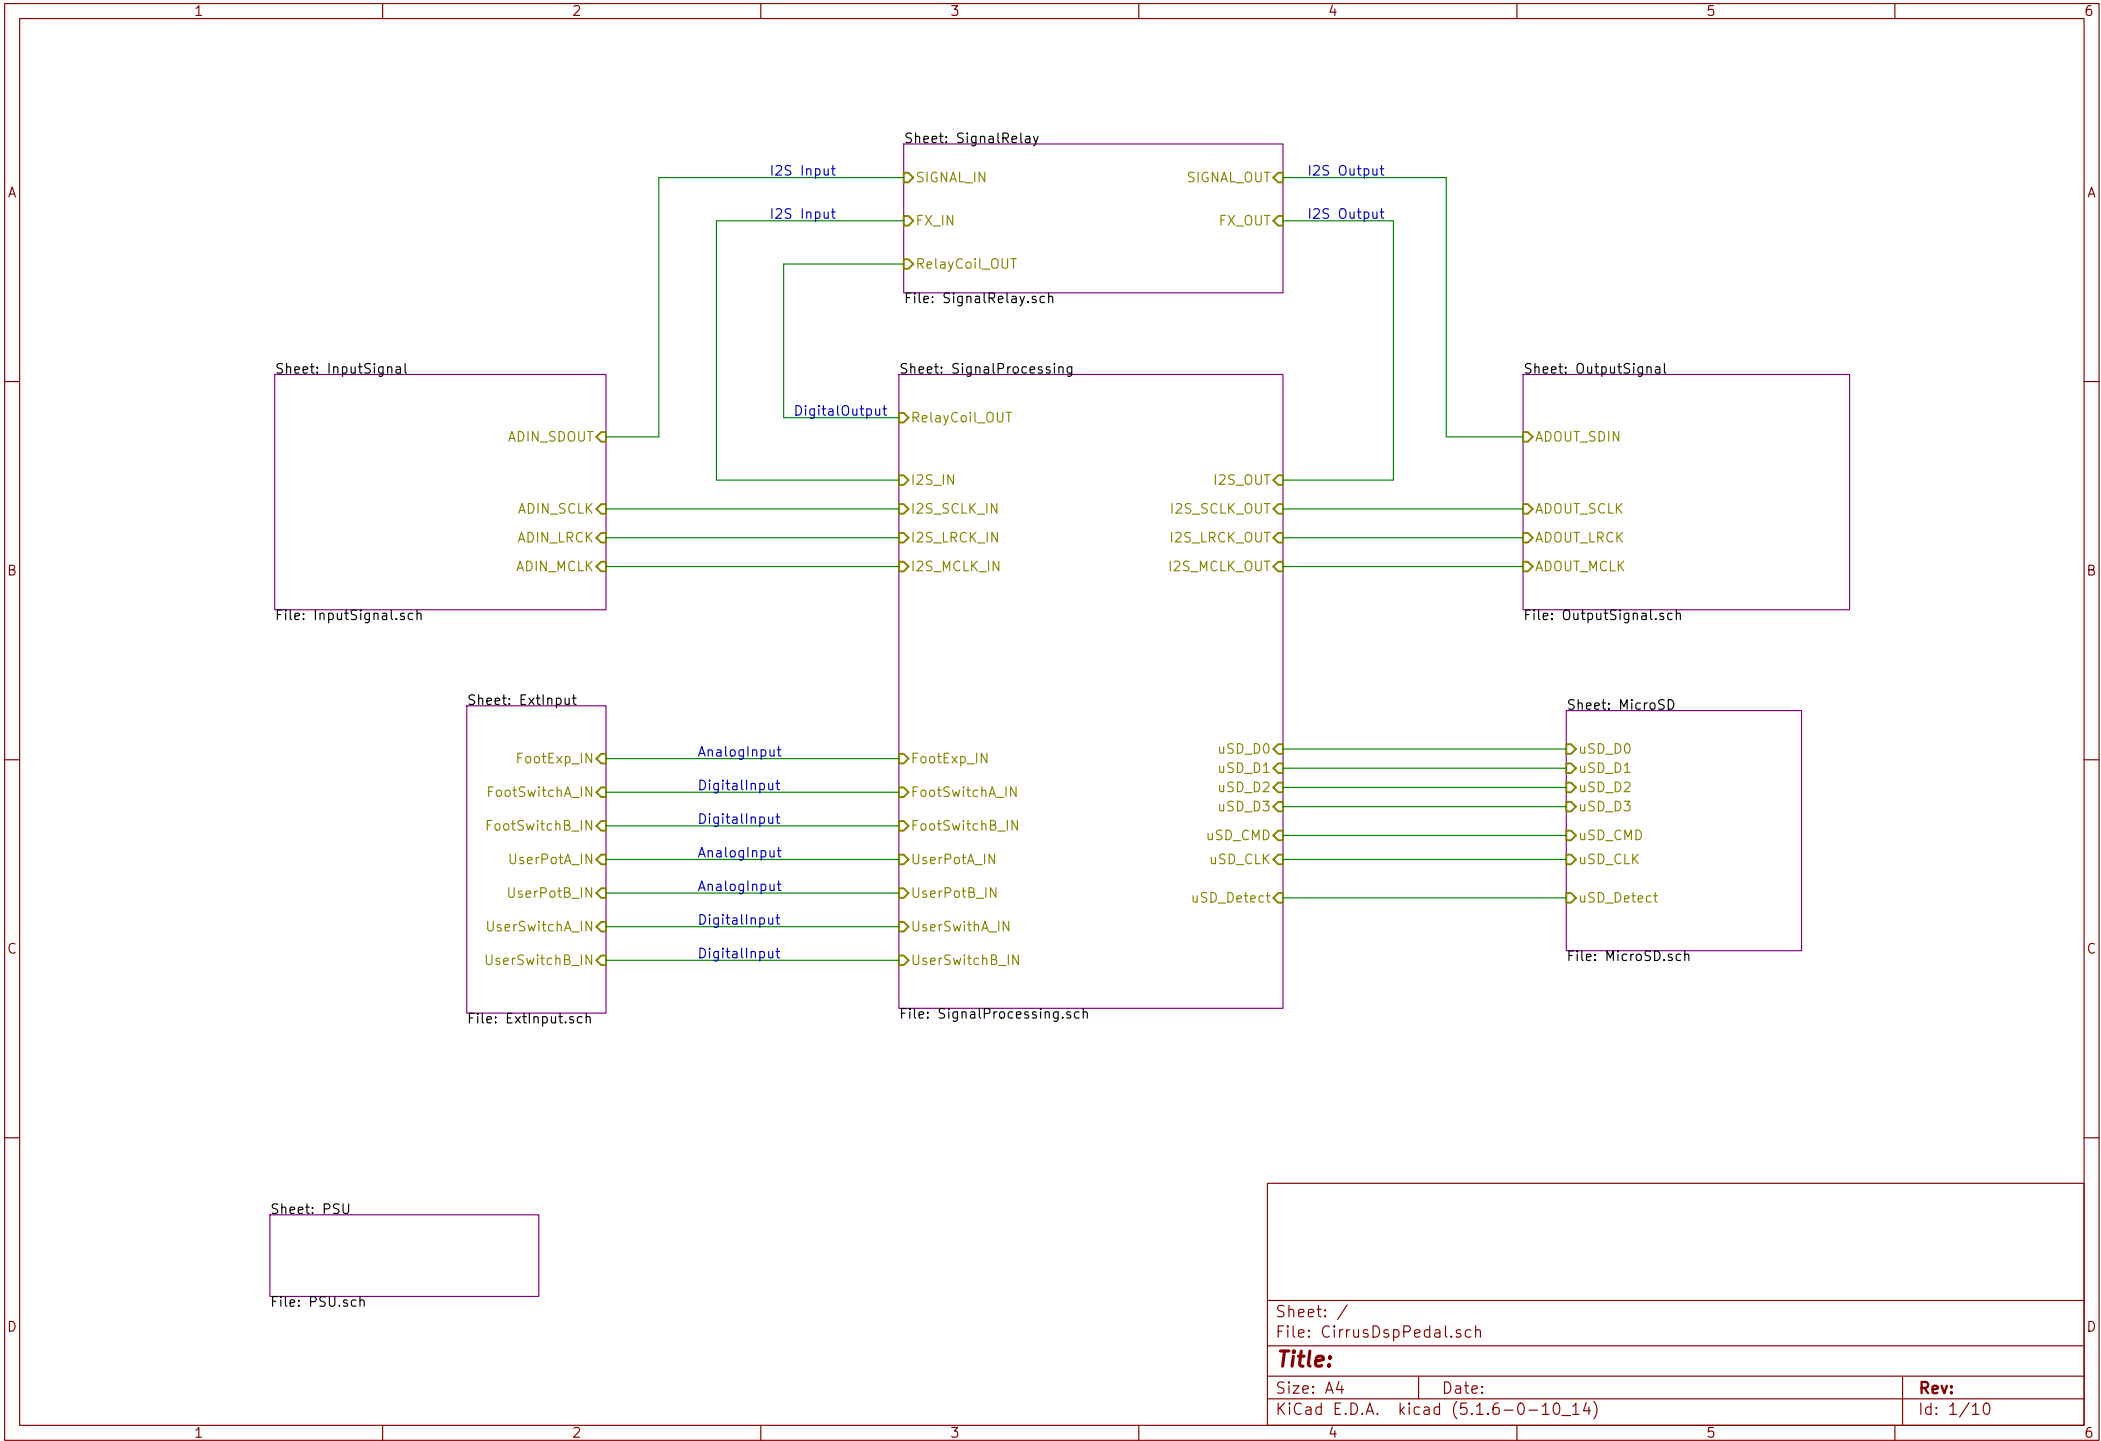 1 2 3 4 5 6
A
B
C
D
Sheet: SignalRelay
I2S Input SIGNAL_IN SIGNAL_OUT I2S Output
I2S Input FX_IN FX_OUT I2S Output
RelayCoil_OUT
File: SignalRelay.sch
Sheet: InputSignal
ADIN_SDOUT
ADIN_SCLK
ADIN_LRCK
ADIN_MCLK
File: InputSignal.sch
Sheet: SignalProcessing
DigitalOutput RelayCoil_OUT
I2S_IN I2S_OUT
I2S_SCLK_IN I2S_SCLK_OUT
I2S_LRCK_IN I2S_LRCK_OUT
I2S_MCLK_IN I2S_MCLK_OUT
Sheet: OutputSignal
ADOUT_SDIN
ADOUT_SCLK
ADOUT_LRCK
ADOUT_MCLK
File: OutputSignal.sch
Sheet: ExtInput
FootExp_IN AnalogInput FootExp_IN
FootSwitchA_IN DigitalInput FootSwitchA_IN
FootSwitchB_IN DigitalInput FootSwitchB_IN
UserPotA_IN AnalogInput UserPotA_IN
UserPotB_IN AnalogInput UserPotB_IN
UserSwitchA_IN DigitalInput UserSwithA_IN
UserSwitchB_IN DigitalInput UserSwitchB_IN
File: ExtInput.sch
File: SignalProcessing.sch
Sheet: MicroSD
uSD_D0 uSD_D0
uSD_D1 uSD_D1
uSD_D2 uSD_D2
uSD_D3 uSD_D3
uSD_CMD uSD_CMD
uSD_CLK uSD_CLK
uSD_Detect uSD_Detect
File: MicroSD.sch
Sheet: PSU
File: PSU.sch
Sheet: /
File: CirrusDspPedal.sch
Title:
Size: A4 Date: Rev:
KiCad E.D.A. kicad (5.1.6-0-10_14) Id: 1/10
A
B
C
D
1 2 3 4 5 6